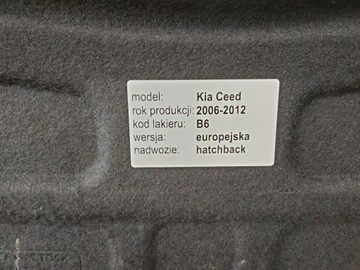 model: Kia Ceed
rok produkcji: 2006-2012
kod lakieru: B6
wersja: europejska
nadwozie: hatchback